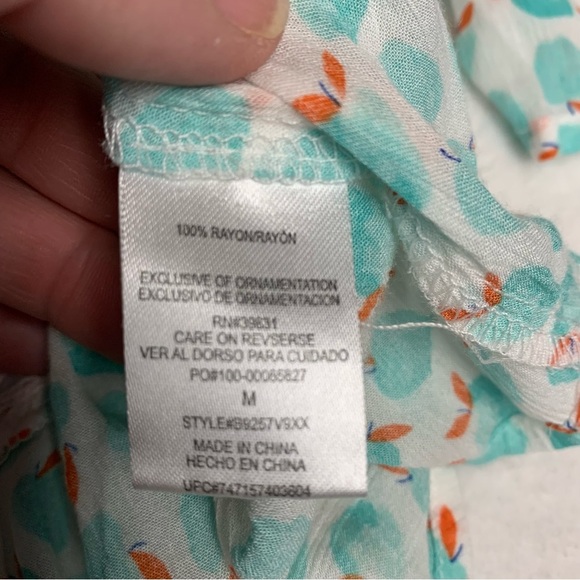 100% RAYON/RAYÓN
EXCLUSIVE OF ORNAMENTATION
EXCLUSIVO DE ORNAMENTACION
RN#39631
CARE ON REVSERSE
VER AL DORSO PARA CUIDADO
PO#100-00065827
M
STYLE#B9257V9XX
MADE IN CHINA
HECHO EN CHINA
UPC#747157403604